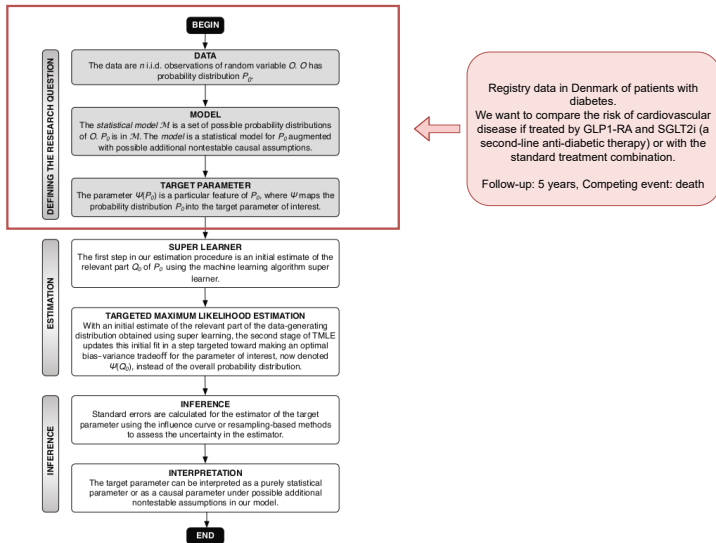 BEGIN
DEFINING THE RESEARCH QUESTION
DATA
The data are n i.i.d. observations of random variable O. O has
probability distribution P₀.
MODEL
The statistical model ℳ is a set of possible probability distributions
of O. P₀ is in ℳ. The model is a statistical model for P₀ augmented
with possible additional nontestable causal assumptions.
TARGET PARAMETER
The parameter Ψ(P₀) is a particular feature of P₀, where Ψ maps the
probability distribution P₀ into the target parameter of interest.
Registry data in Denmark of patients with
diabetes.
We want to compare the risk of cardiovascular
disease if treated by GLP1-RA and SGLT2i (a
second-line anti-diabetic therapy) or with the
standard treatment combination.
Follow-up: 5 years, Competing event: death
ESTIMATION
SUPER LEARNER
The first step in our estimation procedure is an initial estimate of the
relevant part Q₀ of P₀ using the machine learning algorithm super
learner.
TARGETED MAXIMUM LIKELIHOOD ESTIMATION
With an initial estimate of the relevant part of the data-generating
distribution obtained using super learning, the second stage of TMLE
updates this initial fit in a step targeted toward making an optimal
bias–variance tradeoff for the parameter of interest, now denoted
Ψ(Q₀), instead of the overall probability distribution.
INFERENCE
INFERENCE
Standard errors are calculated for the estimator of the target
parameter using the influence curve or resampling-based methods
to assess the uncertainty in the estimator.
INTERPRETATION
The target parameter can be interpreted as a purely statistical
parameter or as a causal parameter under possible additional
nontestable assumptions in our model.
END